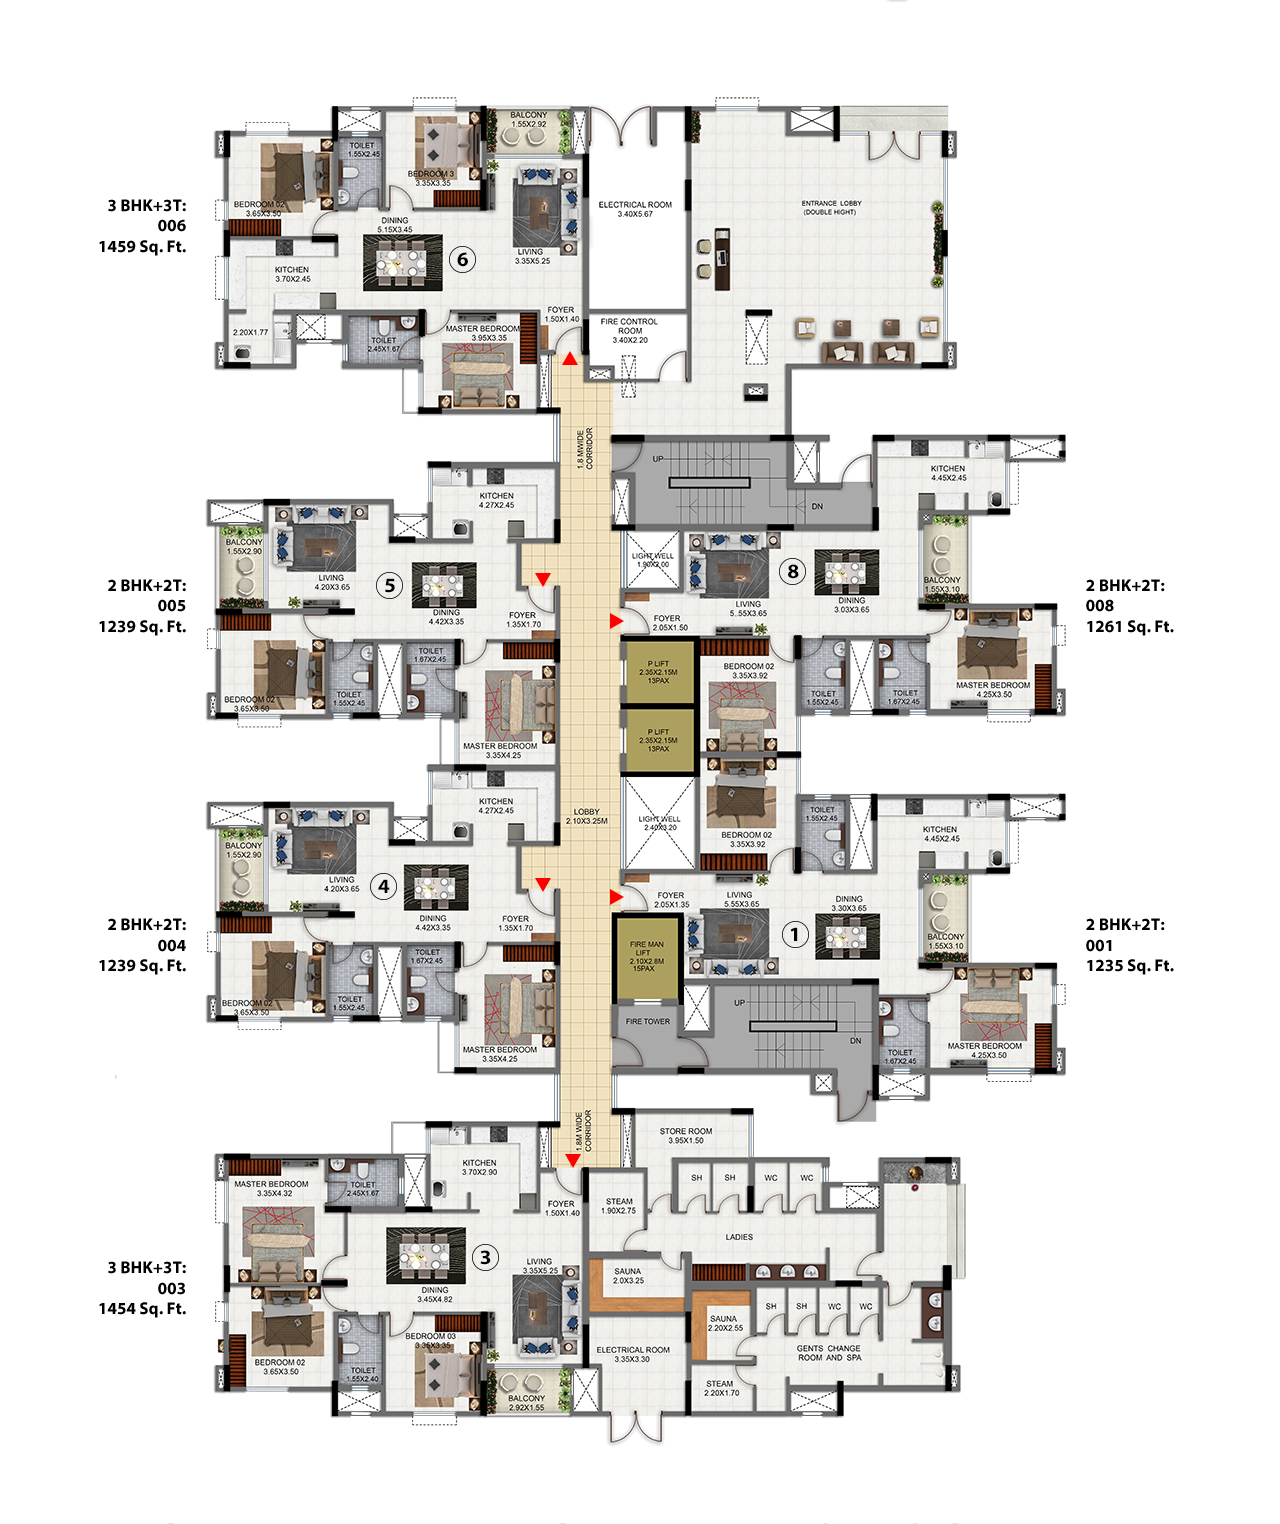 3 BHK+3T:
006
1459 Sq. Ft.
BALCONY
1.55X2.92
TOILET
1.55X2.45
BEDROOM 3
3.35X3.35
BEDROOM 02
3.65X3.50
DINING
5.15X3.45
6
LIVING
3.35X5.25
KITCHEN
3.70X2.45
2.20X1.77
TOILET
2.45X1.67
MASTER BEDROOM
3.95X3.35
FOYER
1.50X1.40
ELECTRICAL ROOM
3.40X5.67
FIRE CONTROL
ROOM
3.40X2.20
ENTRANCE LOBBY
(DOUBLE HIGHT)
1.8 MWIDE
CORRIDOR
UP
DN
2 BHK+2T:
005
1239 Sq. Ft.
KITCHEN
4.27X2.45
BALCONY
1.55X2.90
LIVING
4.20X3.65
5
DINING
4.42X3.35
FOYER
1.35X1.70
BEDROOM 02
3.65X3.50
TOILET
1.55X2.45
TOILET
1.67X2.45
MASTER BEDROOM
3.35X4.25
2 BHK+2T:
008
1261 Sq. Ft.
KITCHEN
4.45X2.45
LIGHT WELL
1.90X2.00
8
LIVING
5..55X3.65
DINING
3.03X3.65
BALCONY
1.55X3.10
FOYER
2.05X1.50
BEDROOM 02
3.35X3.92
TOILET
1.55X2.45
TOILET
1.67X2.45
MASTER BEDROOM
4.25X3.50
P LIFT
2.35X2.15M
13PAX
P LIFT
2.35X2.15M
13PAX
LOBBY
2.10X3.25M
LIGHT WELL
2.40X3.20
2 BHK+2T:
004
1239 Sq. Ft.
KITCHEN
4.27X2.45
BALCONY
1.55X2.90
LIVING
4.20X3.65
4
DINING
4.42X3.35
FOYER
1.35X1.70
BEDROOM 02
3.65X3.50
TOILET
1.55X2.45
TOILET
1.67X2.45
MASTER BEDROOM
3.35X4.25
2 BHK+2T:
001
1235 Sq. Ft.
BEDROOM 02
3.35X3.92
TOILET
1.55X2.45
KITCHEN
4.45X2.45
FOYER
2.05X1.35
LIVING
5.55X3.65
1
DINING
3.30X3.65
BALCONY
1.55X3.10
TOILET
1.67X2.45
MASTER BEDROOM
4.25X3.50
FIRE MAN
LIFT
2.10X2.8M
15PAX
FIRE TOWER
UP
DN
1.8M WIDE
CORRIDOR
3 BHK+3T:
003
1454 Sq. Ft.
MASTER BEDROOM
3.35X4.32
TOILET
2.45X1.67
KITCHEN
3.70X2.90
FOYER
1.50X1.40
3
LIVING
3.35X5.25
DINING
3.45X4.82
BEDROOM 02
3.65X3.50
TOILET
1.55X2.40
BEDROOM 03
3.35X3.35
BALCONY
2.92X1.55
STORE ROOM
3.95X1.50
STEAM
1.90X2.75
SH
SH
WC
WC
LADIES
SAUNA
2.0X3.25
SAUNA
2.20X2.55
SH
SH
WC
WC
GENTS CHANGE
ROOM AND SPA
ELECTRICAL ROOM
3.35X3.30
STEAM
2.20X1.70